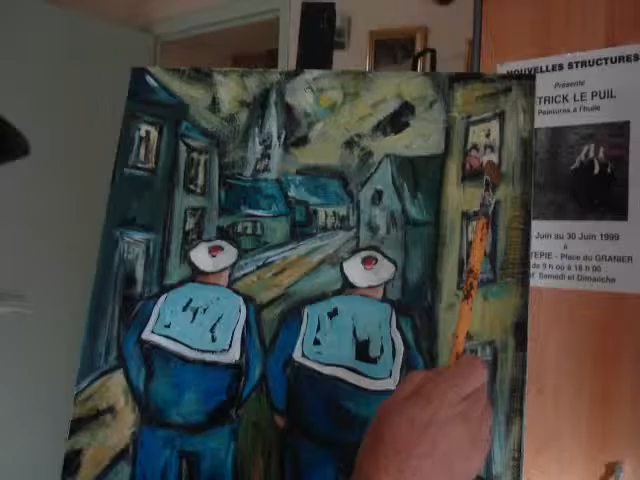 NOUVELLES STRUCTURES
Présente
TRICK LE PUIL
Peintures à l'huile
Juin au 30 Juin 1999
à
TEPIE - Place du GRANIER
de 9 h ou à 18 h 00
Samedi et Dimanche